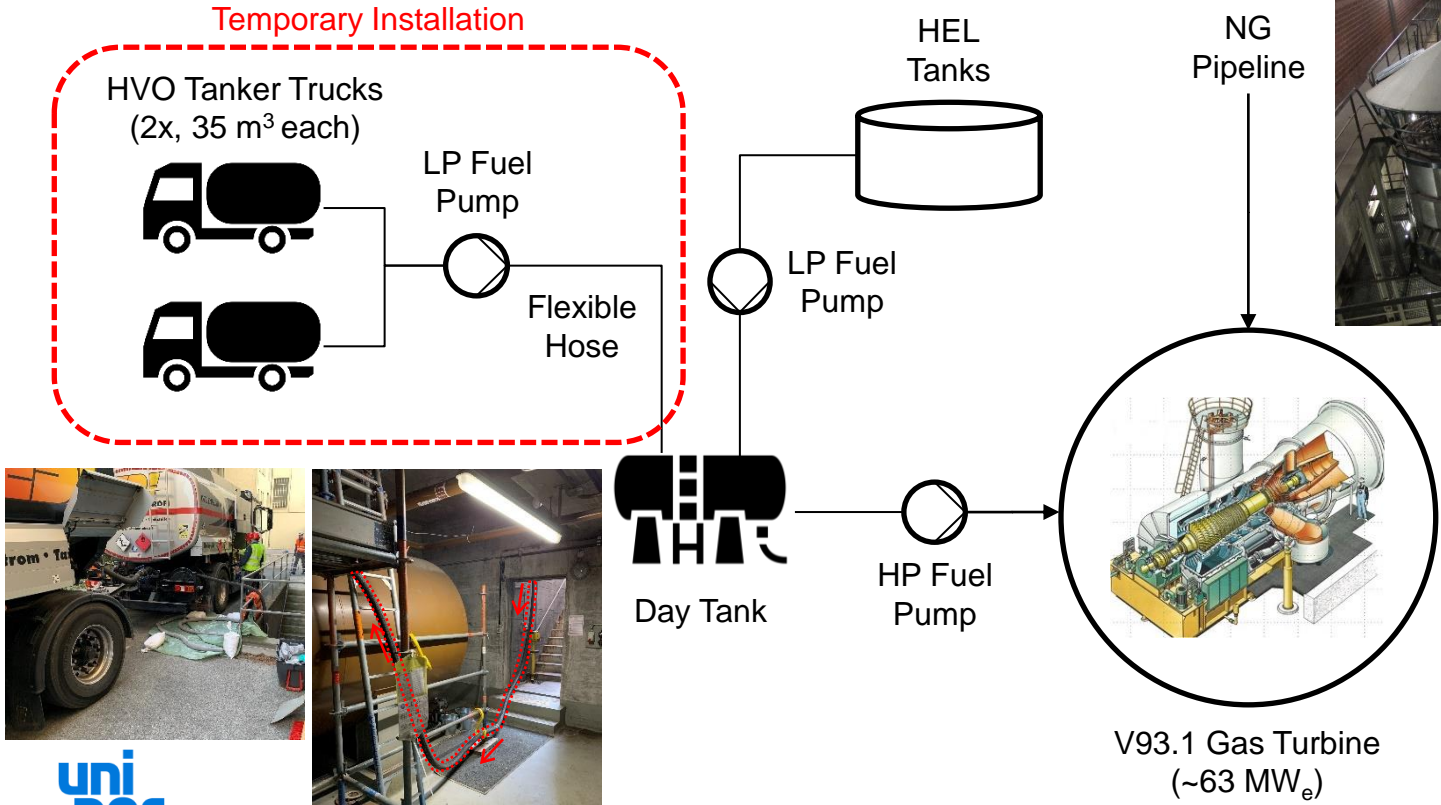 Temporary Installation
HVO Tanker Trucks
(2x, 35 m³ each)
LP Fuel
Pump
Flexible
Hose
HEL
Tanks
LP Fuel
Pump
NG
Pipeline
Day Tank
HP Fuel
Pump
V93.1 Gas Turbine
(~63 MWₑ)
uni